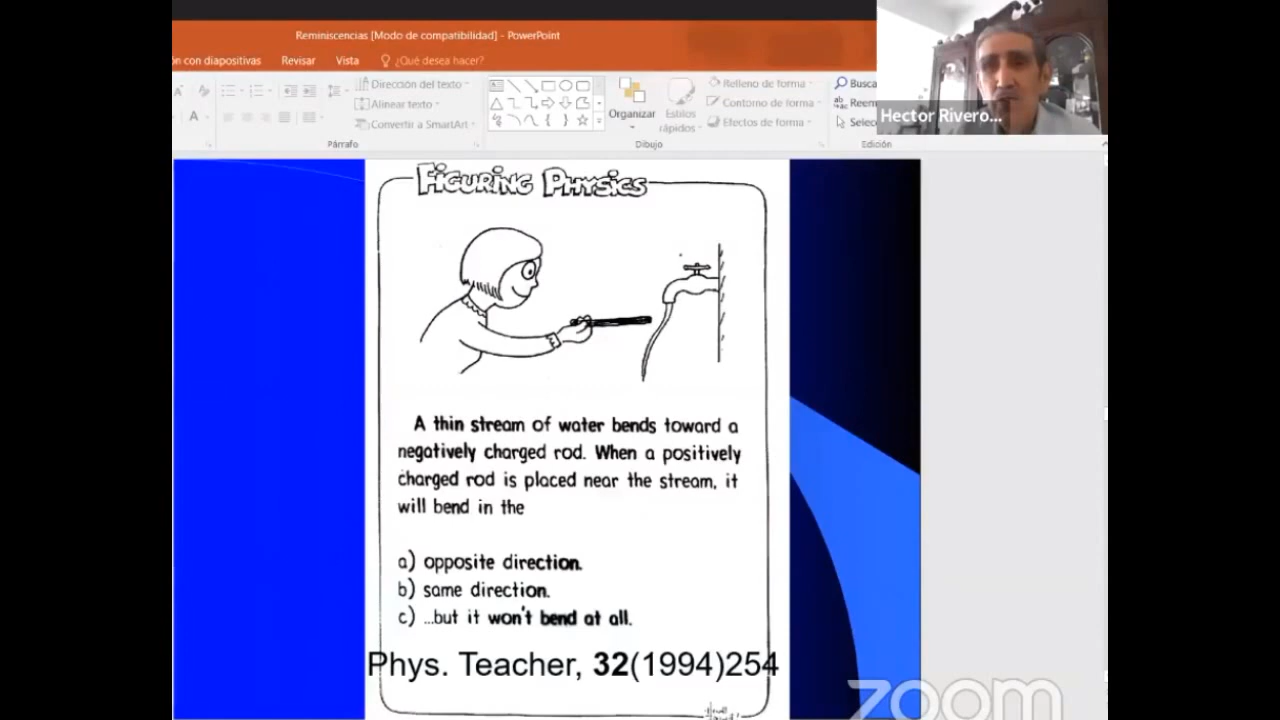 Reminiscencias [Modo de compatibilidad] - PowerPoint
ón con diapositivas Revisar Vista ¿Qué desea hacer?
Dirección del texto
Alinear texto
Convertir a SmartArt
Párrafo
Organizar
Estilos
rápidos
Relleno de forma
Contorno de forma
Efectos de forma
Dibujo
Busca
Reem
Selec
Edición
Hector Rivero...
FIGURING PHYSICS
A thin stream of water bends toward a
negatively charged rod. When a positively
charged rod is placed near the stream, it
will bend in the
a) opposite direction.
b) same direction.
c) ...but it won't bend at all.
Phys. Teacher, 32(1994)254
zoom